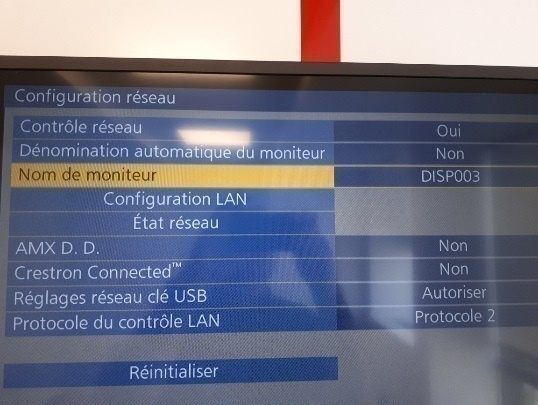 Configuration réseau
Contrôle réseau Oui
Dénomination automatique du moniteur Non
Nom de moniteur DISP003
Configuration LAN
État réseau
AMX D. D. Non
Crestron Connected™ Non
Réglages réseau clé USB Autoriser
Protocole du contrôle LAN Protocole 2
Réinitialiser